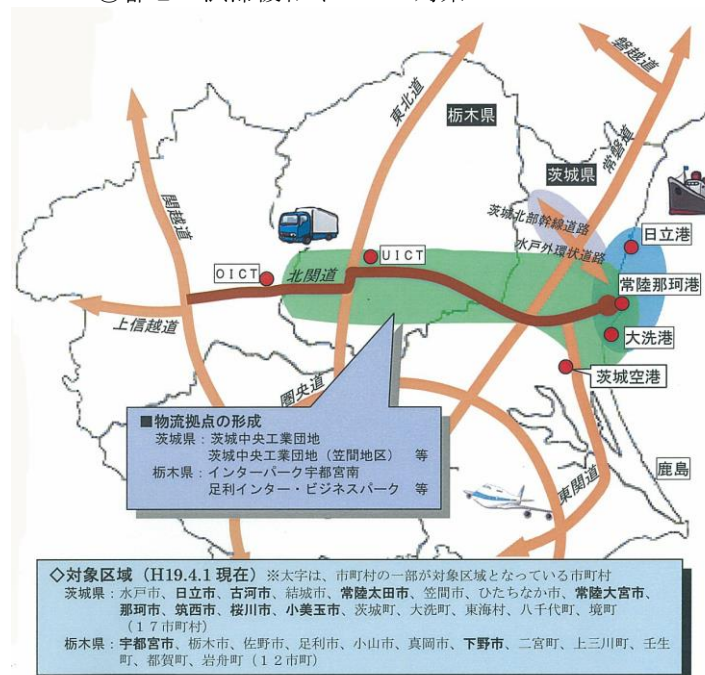 東北道
磐越道
栃木県
常磐道
茨城県
関越道
茨城北部幹線道路
日立港
水戸外環状道路
UICT
OICT
北関道
常陸那珂港
上信越道
大洗港
茨城空港
圏央道
■物流拠点の形成
茨城県：茨城中央工業団地
茨城中央工業団地（笠間地区） 等
栃木県：インターパーク宇都宮南
足利インター・ビジネスパーク 等
鹿島
東関道
◇対象区域（H19.4.1 現在）※太字は、市町村の一部が対象区域となっている市町村
茨城県：水戸市、日立市、古河市、結城市、常陸太田市、笠間市、ひたちなか市、常陸大宮市、
那珂市、筑西市、桜川市、小美玉市、茨城町、大洗町、東海村、八千代町、境町
（１７市町村）
栃木県：宇都宮市、栃木市、佐野市、足利市、小山市、真岡市、下野市、二宮町、上三川町、壬生
町、都賀町、岩舟町（１２市町）